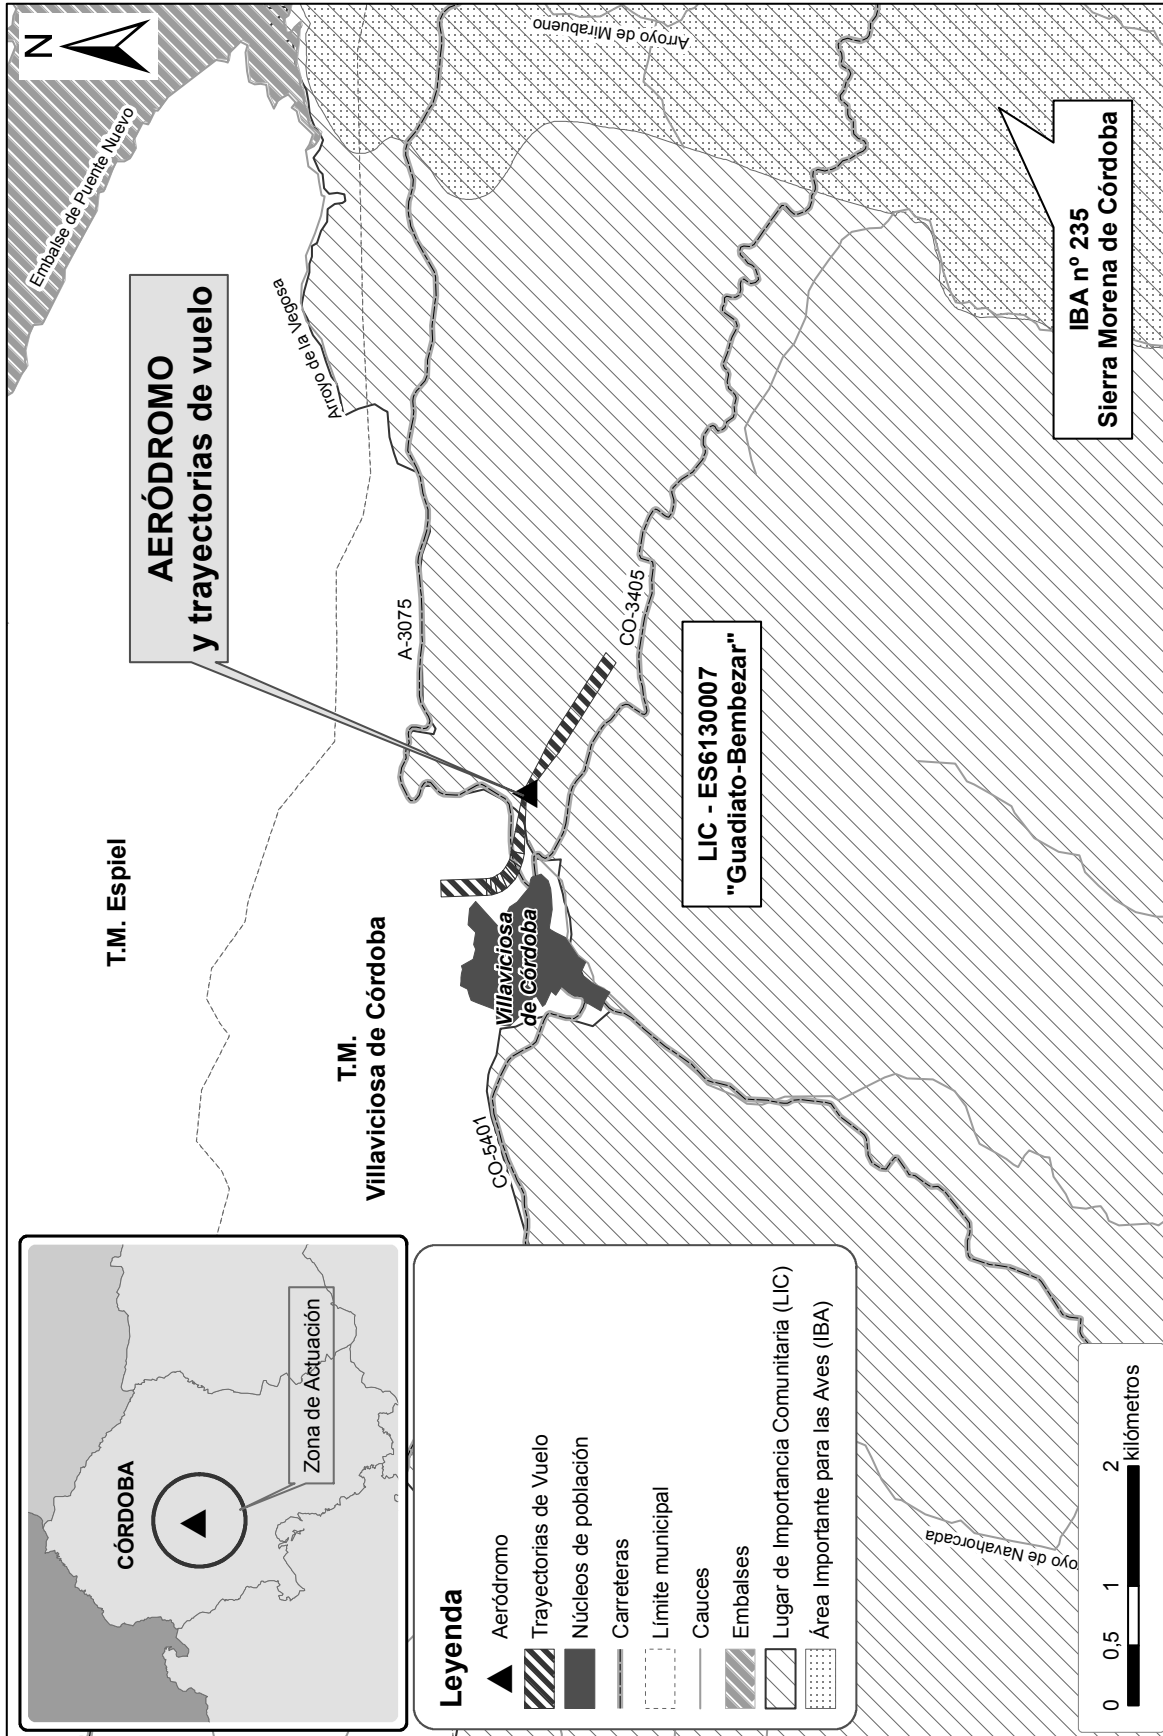 N
Embalse de Puente Nuevo
Arroyo de Mirabueno
AERÓDROMO
y trayectorias de vuelo
Arroyo de la Vegosa
A-3075
CO-3405
IBA nº 235
Sierra Morena de Córdoba
LIC - ES6130007
"Guadiato-Bembezar"
T.M. Espiel
T.M.
Villaviciosa de Córdoba
Villaviciosa
de Córdoba
CO-5401
CÓRDOBA
Zona de Actuación
Leyenda
Aeródromo
Trayectorias de Vuelo
Núcleos de población
Carreteras
Límite municipal
Cauces
Embalses
Lugar de Importancia Comunitaria (LIC)
Área Importante para las Aves (IBA)
oyo de Navahorcada
0 0,5 1 2
kilómetros